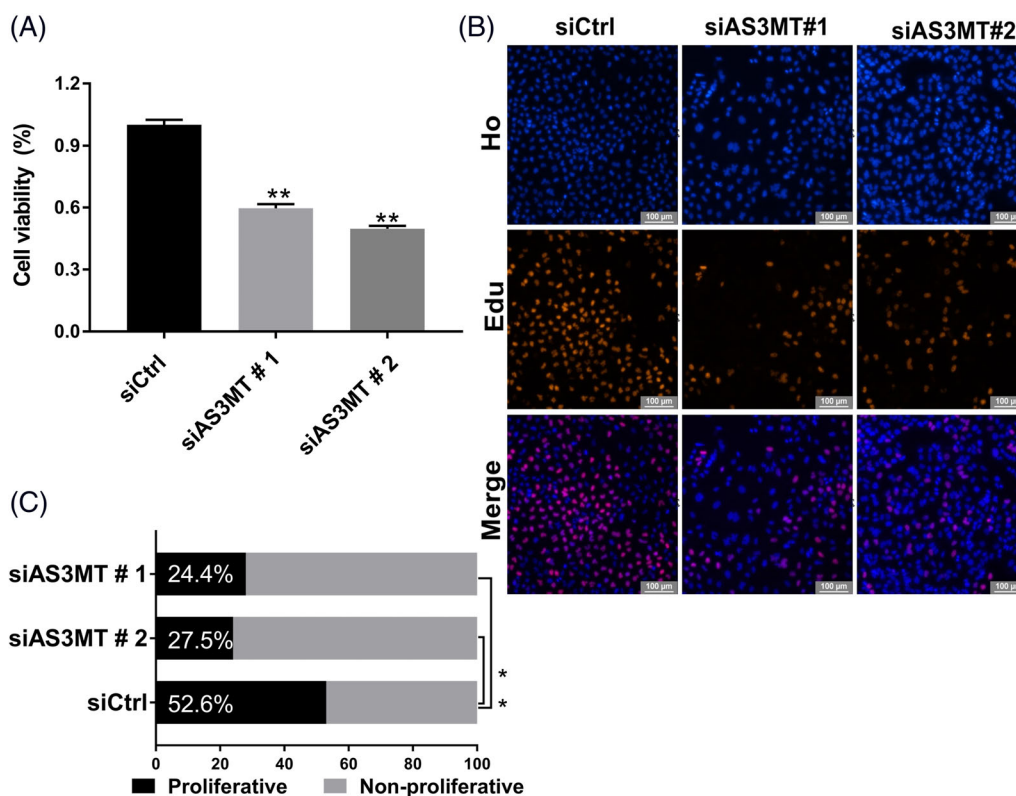 (A)
Cell viability (%)
1.2
0.9
0.6
0.3
0.0
**
**
siCtrl
siAS3MT # 1
siAS3MT # 2
(B)
siCtrl
siAS3MT#1
siAS3MT#2
Ho
100 µm
100 µm
100 µm
Edu
100 µm
100 µm
100 µm
Merge
100 µm
100 µm
100 µm
(C)
siAS3MT # 1
24.4%
siAS3MT # 2
27.5%
siCtrl
52.6%
*
*
0 20 40 60 80 100
Proliferative Non-proliferative